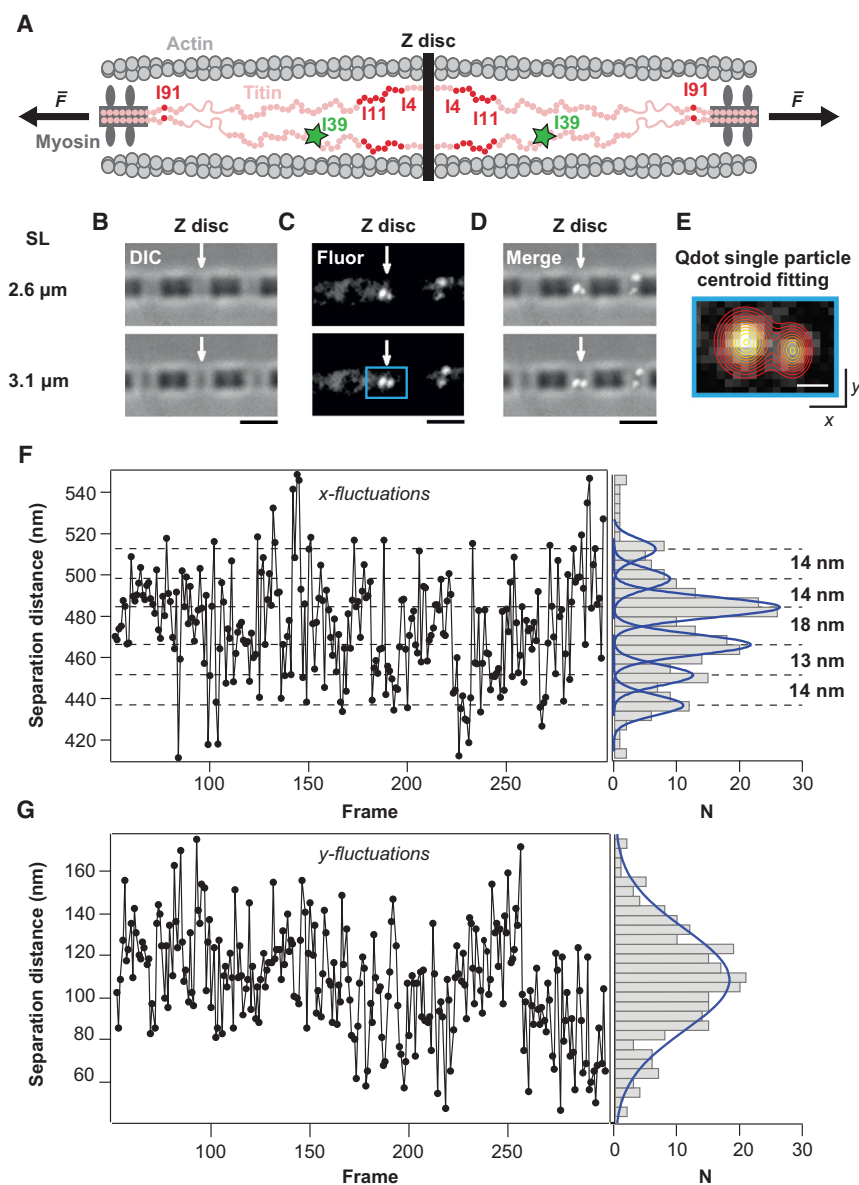 A
Actin
Z disc
I91
Titin
I4
I4
I91
F̅
I11
I11
F̅
I39
I39
Myosin
SL
B
Z disc
C
Z disc
D
Z disc
E
DIC
Fluor
Merge
Qdot single particle
centroid fitting
2.6 μm
3.1 μm
y
x
F
x-fluctuations
Separation distance (nm)
540
520
500
480
460
440
420
14 nm
14 nm
18 nm
13 nm
14 nm
100
150
200
250
0
10
20
30
Frame
N
G
y-fluctuations
Separation distance (nm)
160
140
120
100
80
60
100
150
200
250
0
10
20
30
Frame
N